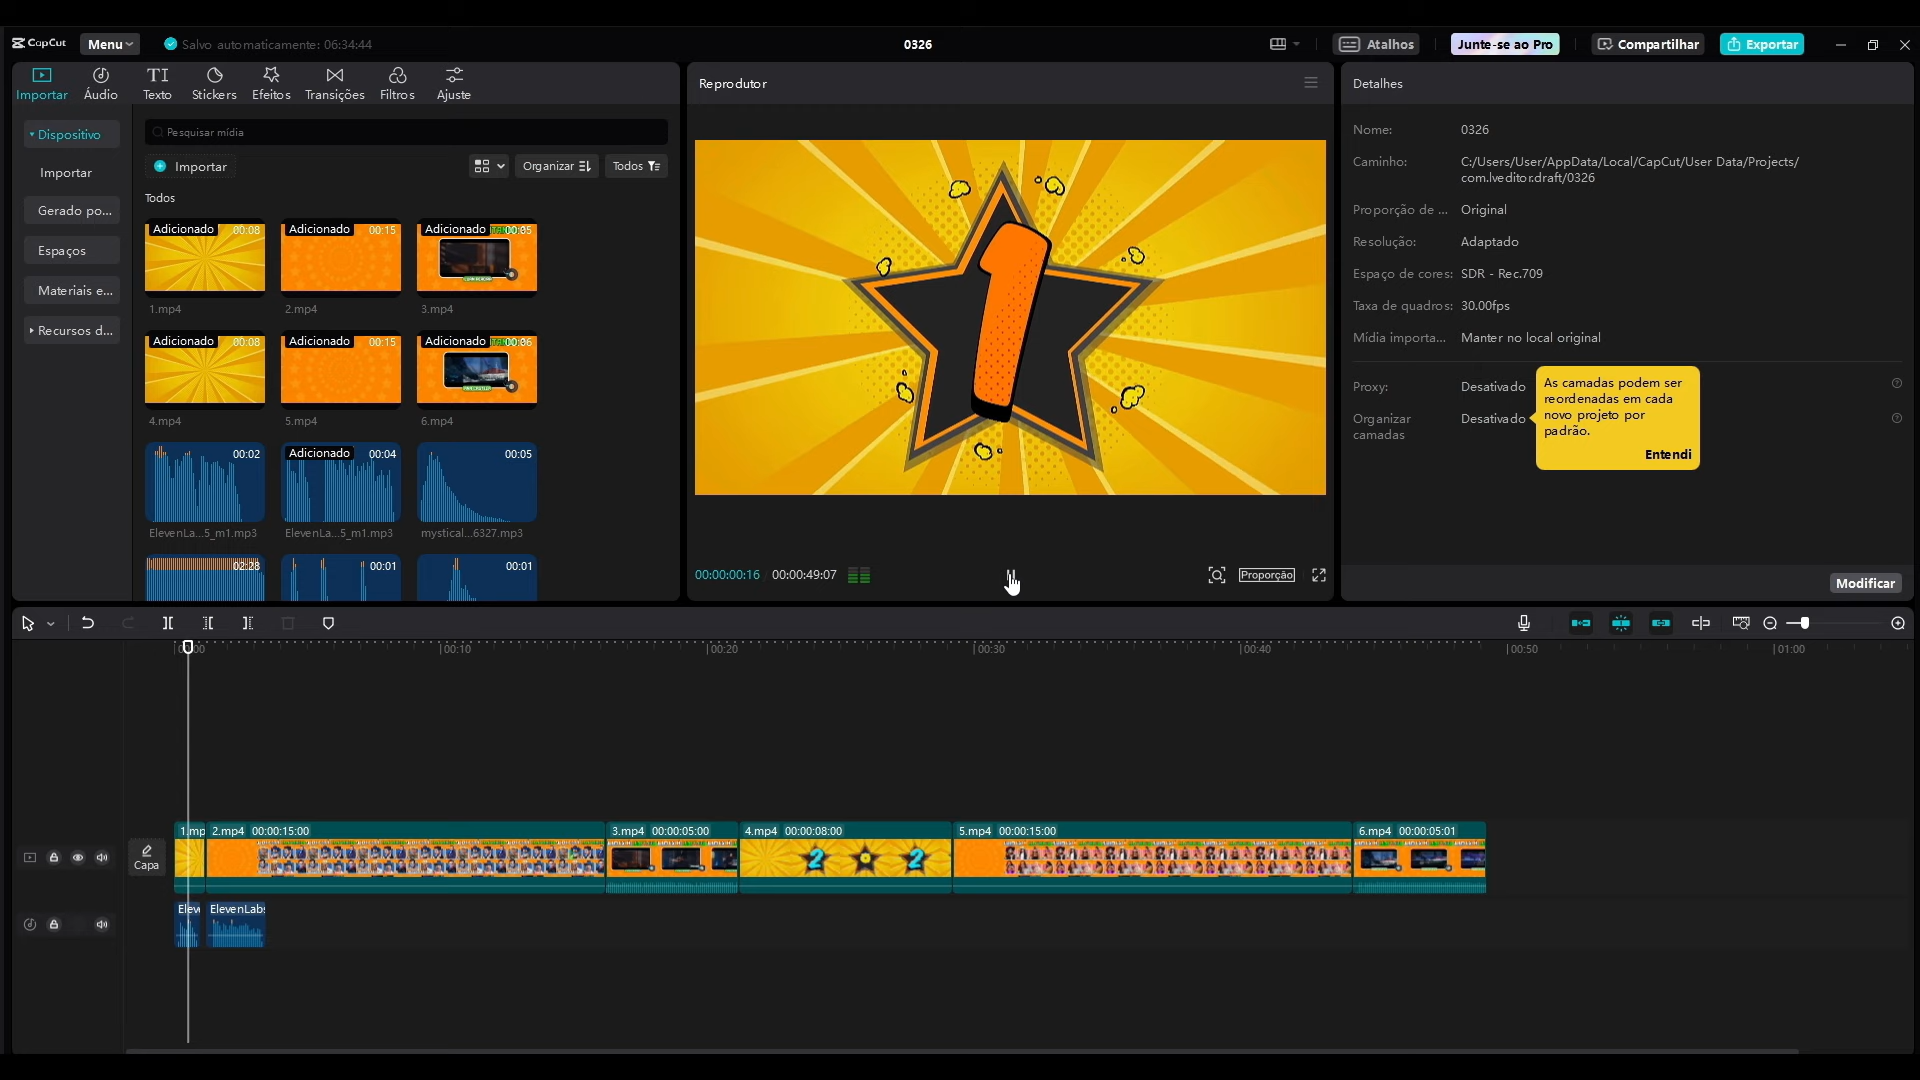 CapCut
Menu
Salvo automaticamente: 06:34:44
0326
Atalhos
Junte-se ao Pro
Compartilhar
Exportar
Importar
Áudio
TI
Texto
Stickers
Efeitos
Transições
Filtros
Ajuste
Dispositivo
Importar
Gerado po...
Espaços
Materiais e...
Recursos d...
Pesquisar mídia
Importar
Organizar
Todos
Todos
Adicionado
00:08
1.mp4
Adicionado
00:15
2.mp4
Adicionado
00:05
3.mp4
Adicionado
00:08
4.mp4
Adicionado
00:15
5.mp4
Adicionado
00:06
6.mp4
00:02
ElevenLa...5_m1.mp3
Adicionado
00:04
ElevenLa...5_m1.mp3
00:05
mystical...6327.mp3
02:28
00:01
00:01
Reprodutor
1
00:00:00:16
00:00:49:07
Proporção
Detalhes
Nome:
0326
Caminho:
C:/Users/User/AppData/Local/CapCut/User Data/Projects/
com.lveditor.draft/0326
Proporção de ...
Original
Resolução:
Adaptado
Espaço de cores:
SDR - Rec.709
Taxa de quadros:
30.00fps
Mídia importa...
Manter no local original
Proxy:
Desativado
Organizar
camadas
Desativado
As camadas podem ser
reordenadas em cada
novo projeto por
padrão.
Entendi
Modificar
00:10
00:20
00:30
00:40
00:50
01:00
Capa
1.mp
2.mp4 00:00:15:00
3.mp4 00:00:05:00
4.mp4 00:00:08:00
2
2
5.mp4 00:00:15:00
6.mp4 00:00:05:01
Elev
ElevenLabs